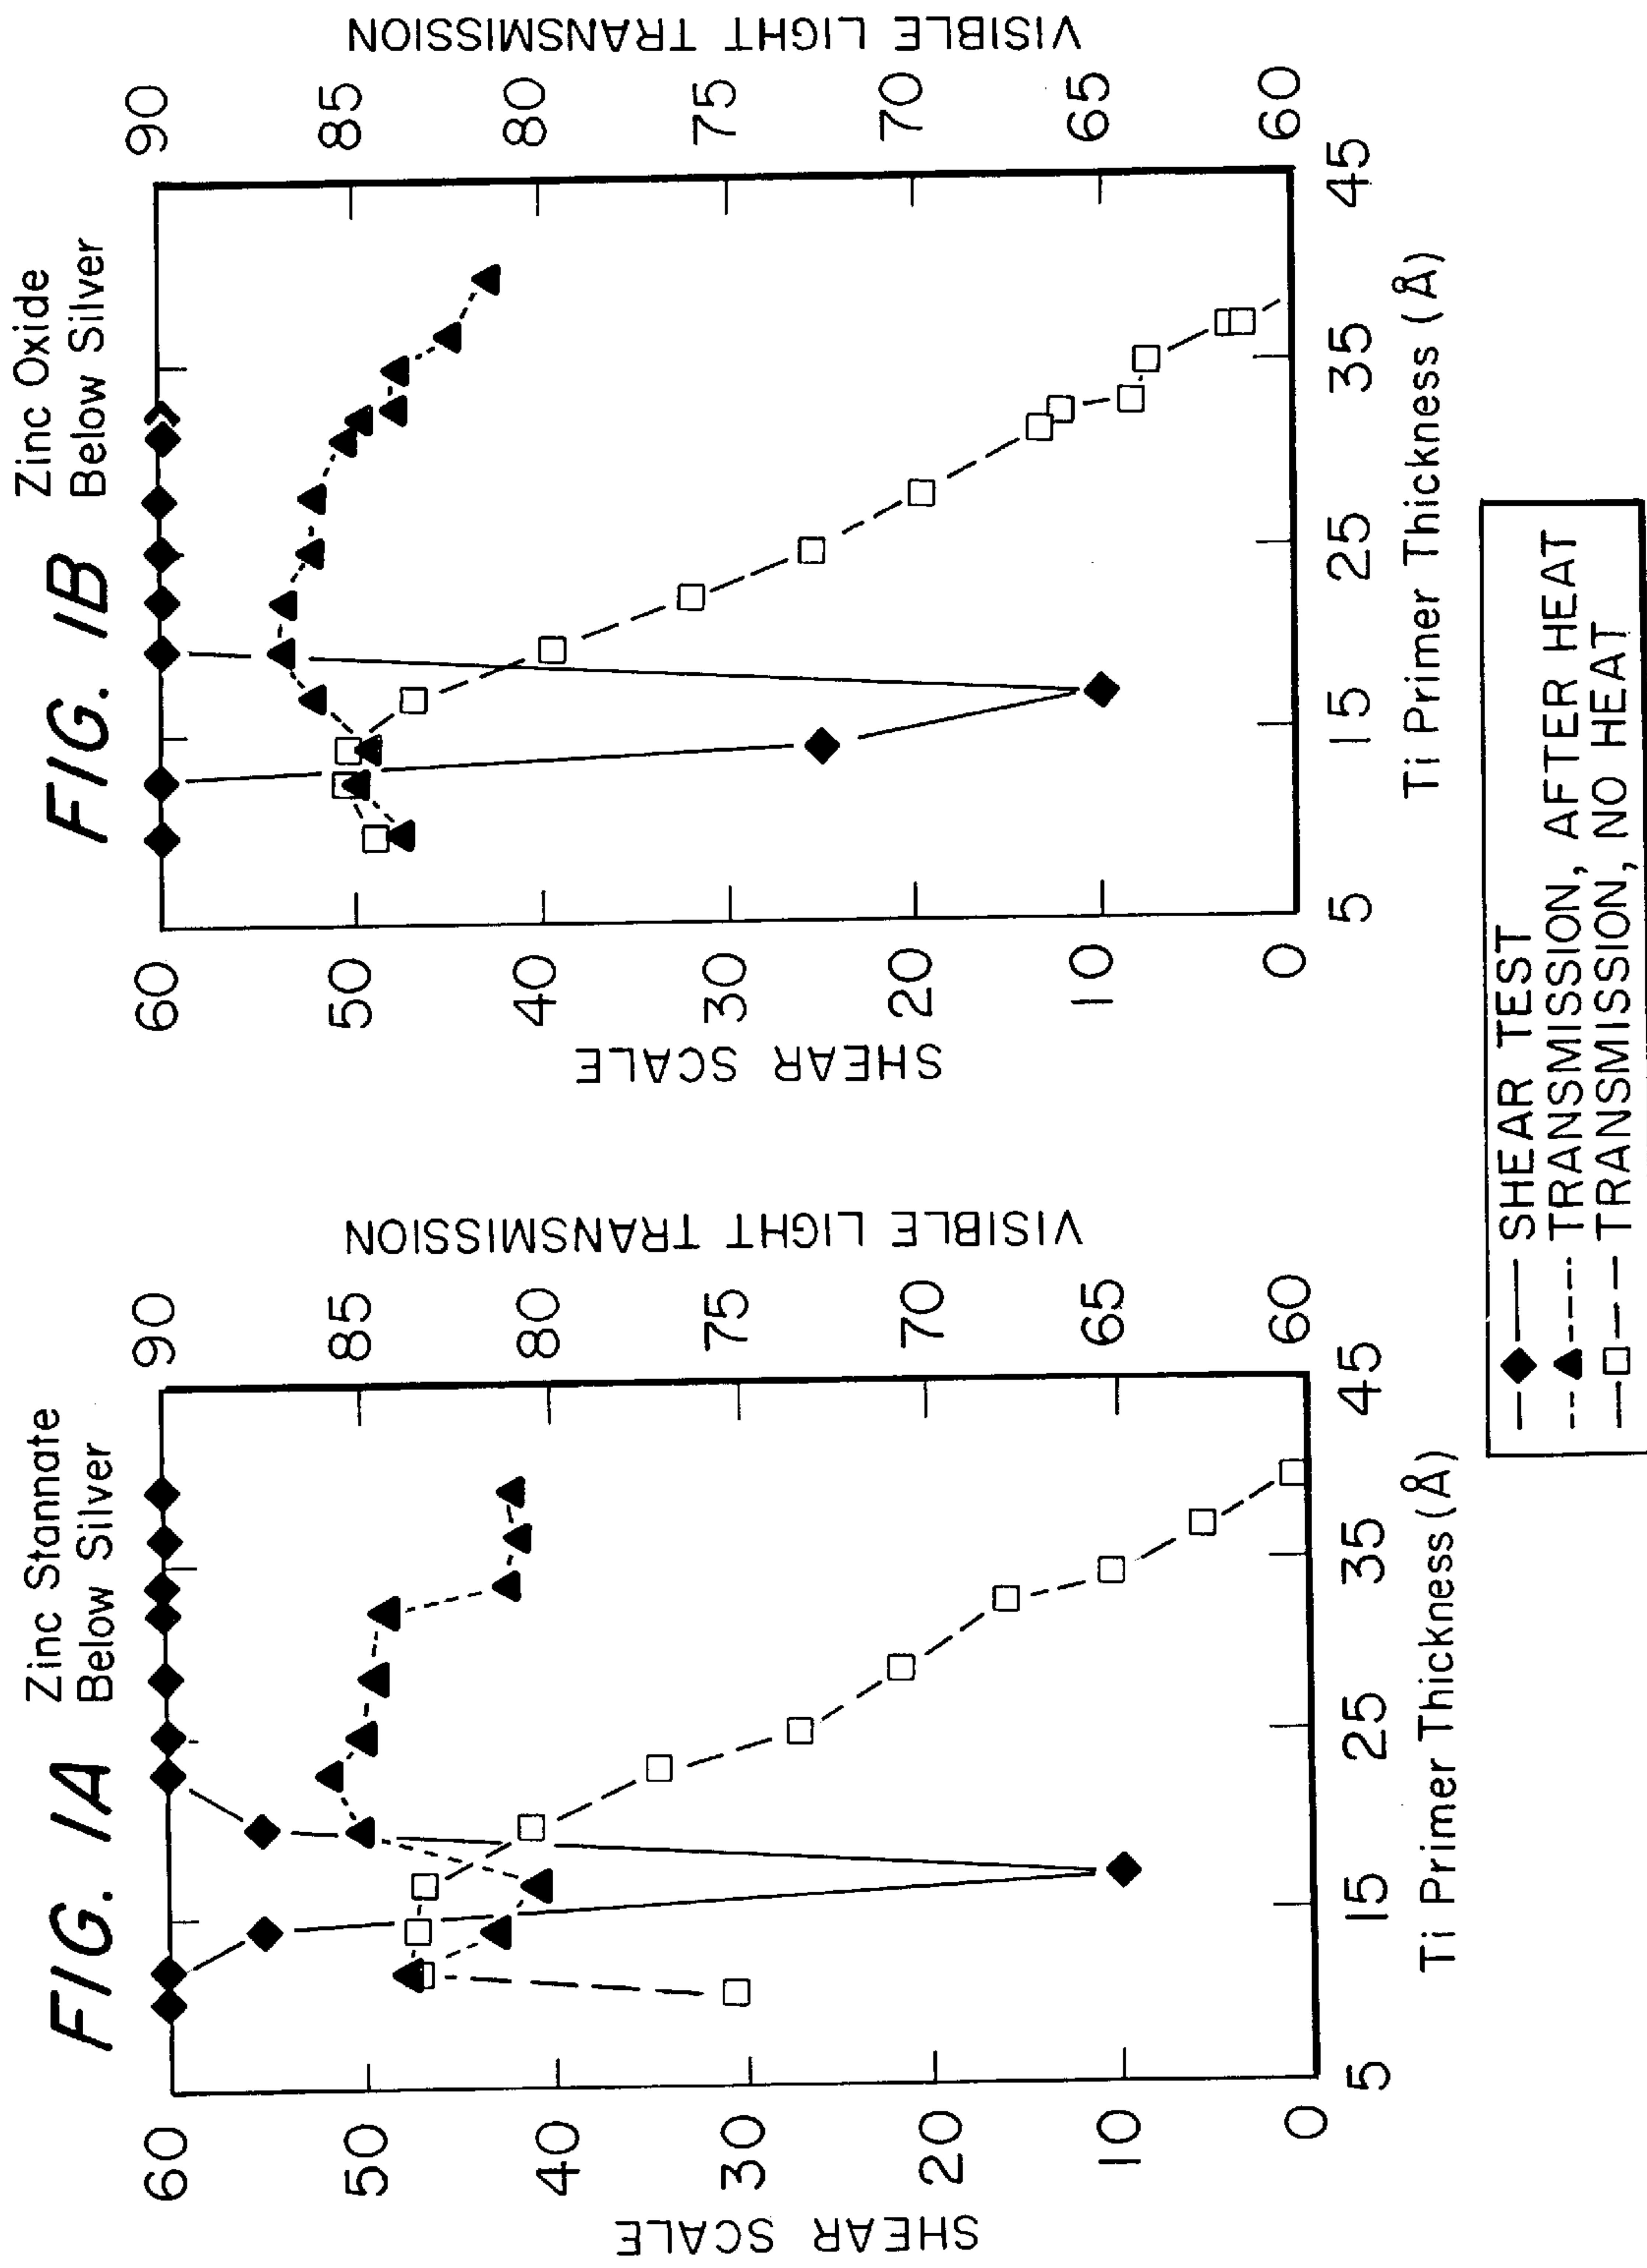 FIG. 1A
Zinc Stannate
Below Silver
60
50
40
30
20
10
0
SHEAR SCALE
90
85
80
75
70
65
60
VISIBLE LIGHT TRANSMISSION
5
15
25
35
45
Ti Primer Thickness (Å)
FIG. 1B
Zinc Oxide
Below Silver
60
50
40
30
20
10
0
SHEAR SCALE
90
85
80
75
70
65
60
VISIBLE LIGHT TRANSMISSION
5
15
25
35
45
Ti Primer Thickness (Å)
SHEAR TEST
TRANSMISSION, AFTER HEAT
TRANSMISSION, NO HEAT